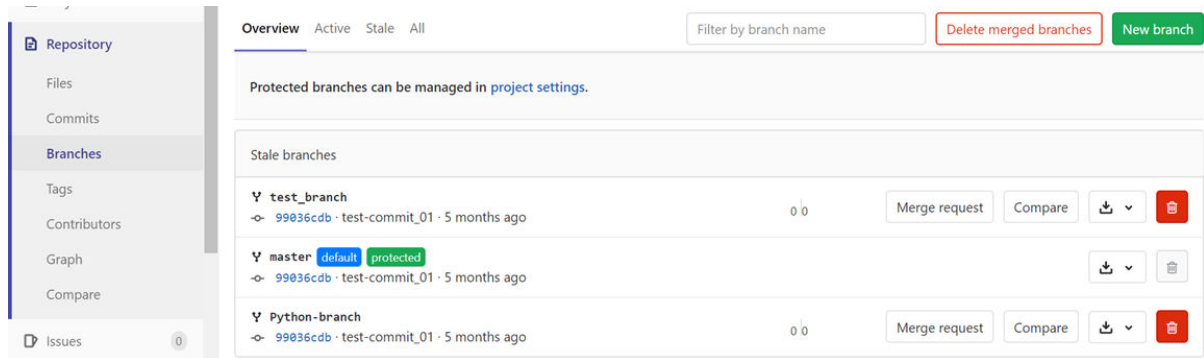 Repository
Files
Commits
Branches
Tags
Contributors
Graph
Compare
Issues 0
Overview Active Stale All Filter by branch name Delete merged branches New branch
Protected branches can be managed in project settings.
Stale branches
test_branch
99036cdb · test-commit_01 · 5 months ago
0 0 Merge request Compare
master default protected
99036cdb · test-commit_01 · 5 months ago
Python-branch
99036cdb · test-commit_01 · 5 months ago
0 0 Merge request Compare